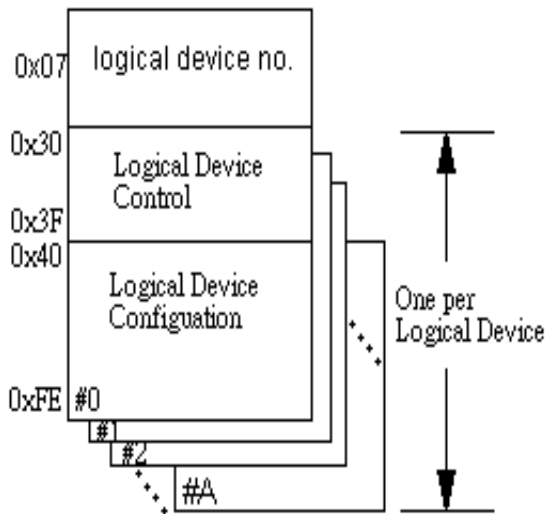 0x07
logical device no.
0x30
Logical Device
Control
0x3F
0x40
Logical Device
Configuation
One per
Logical Device
0xFE
#0
#1
#2
#A